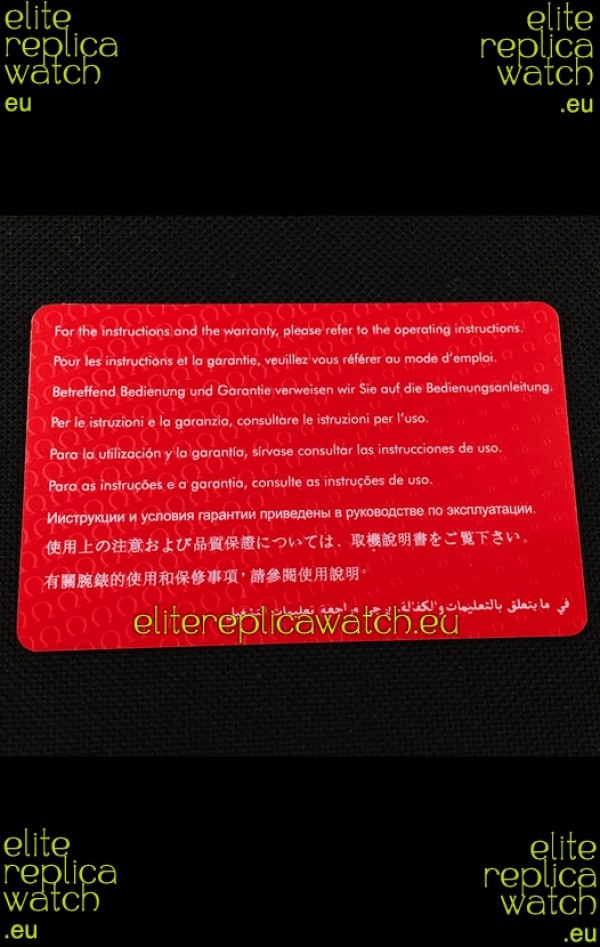 elite
replica
watch
.eu
elite
replica
watch
.eu
For the instructions and the warranty, please refer to the operating instructions.
Pour les instructions et la garantie, veuillez vous référer au mode d'emploi.
Betreffend Bedienung und Garantie verweisen wir Sie auf die Bedienungsanleitung.
Per le istruzioni e la garanzia, consultare le istruzioni per l'uso.
Para la utilización y la garantía, sírvase consultar las instrucciones de uso.
Para as instruções e a garantia, consulte as instruções de uso.
Инструкции и условия гарантии приведены в руководстве по эксплуатации.
使用上の注意および品質保證については、取機說明書をご覧下さい。
有關腕錶的使用和保修事項，請參閱使用說明。
في ما يتعلق بالتعليمات والكفالة، يرجى مراجعة تعليمات التشغيل
elitereplicawatch.eu
elite
replica
watch
.eu
elite
replica
watch
.eu